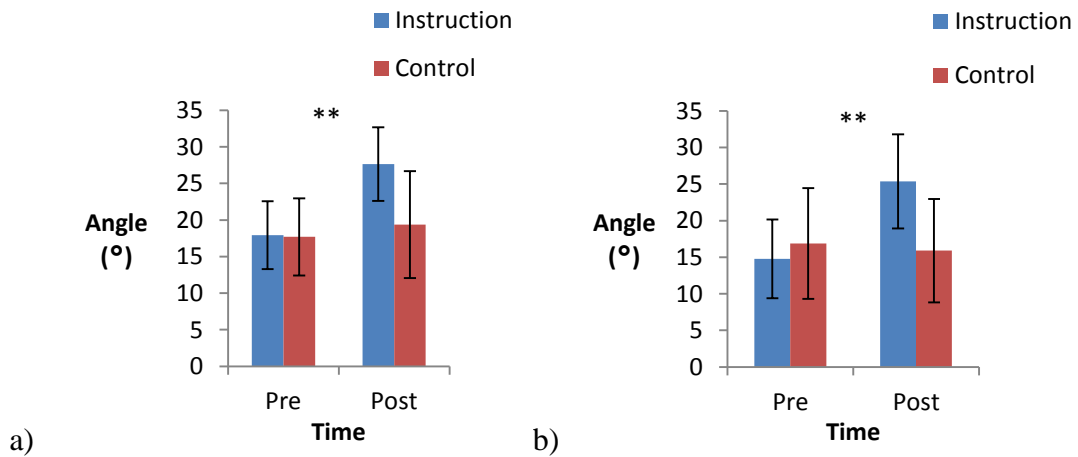 Instruction
Control
35
30
25
20
15
10
5
0
Angle
(°)
**
Pre
Post
Time
a)
Instruction
Control
35
30
25
20
15
10
5
0
Angle
(°)
**
Pre
Post
Time
b)